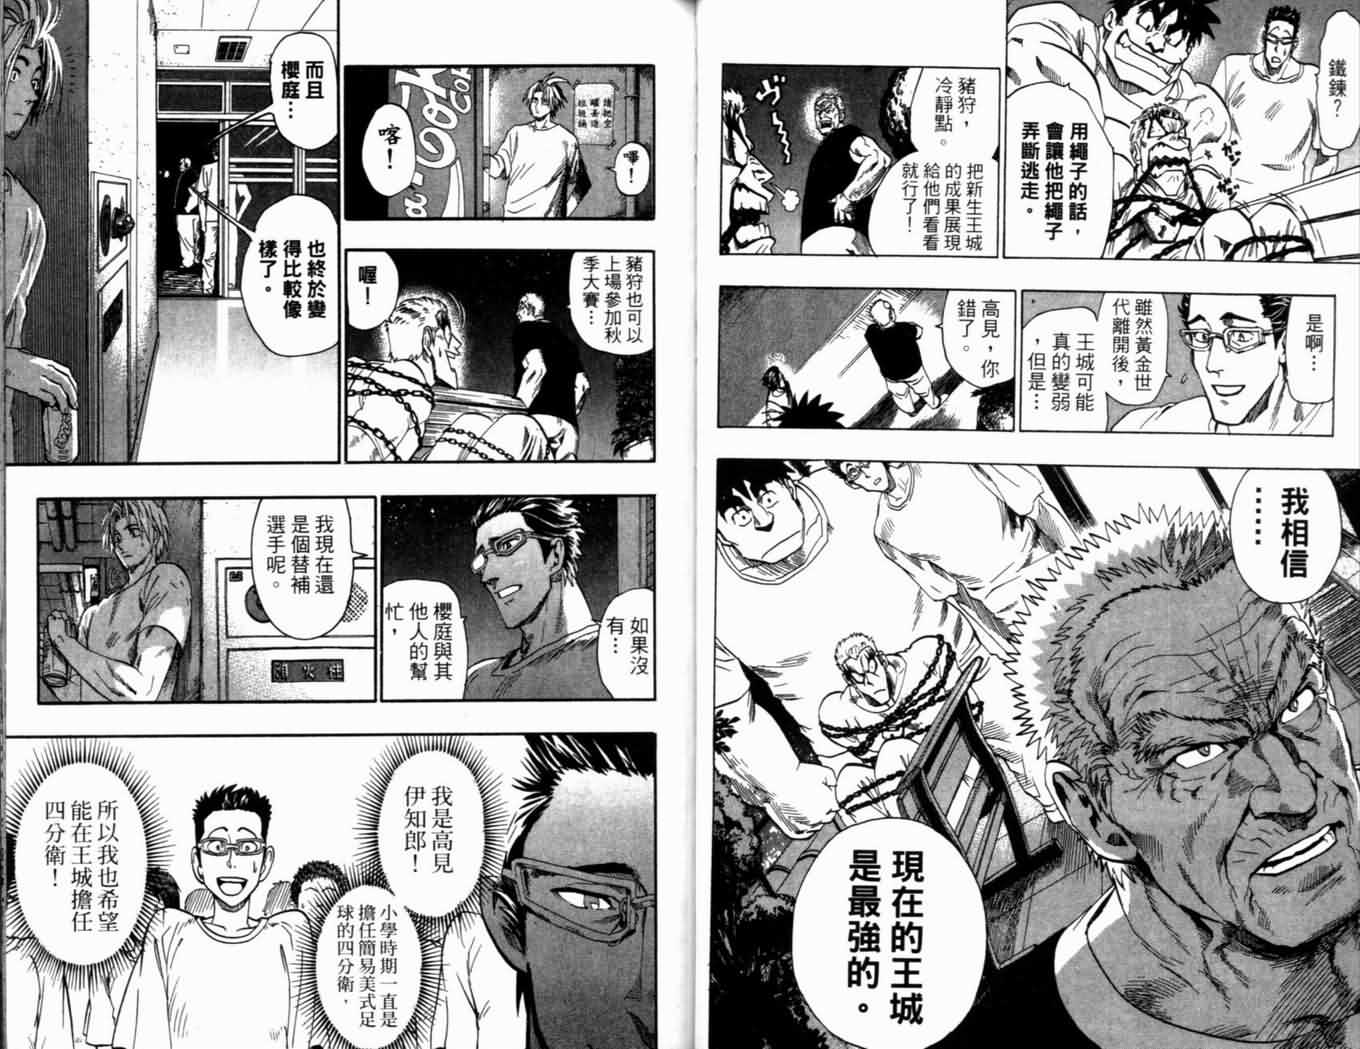 鐵鍊?
用繩子的話，
會讓他把繩子
弄斷逃走。
豬狩，
冷靜點。
把新生王城
的成果展現
給他們看看
就行了!
ヴ～
是啊…
雖然黃金世
代離開後，
王城可能
真的變弱
，但是…
高見，你
錯了。
我相信
……
現在的王城
是最強的。
嗶!
喀!
Coke
而且
櫻庭…
也終於變
得比較像
樣了。
豬狩也可以
上場參加秋
季大賽…
喔!
如果沒
有…
櫻庭與其
他人的幫
忙，
我現在還
是個替補
選手呢。
我是高見
伊知郎!
小學時期一直是
擔任簡易美式足
球的四分衛，
所以我也希望
能在王城擔任
四分衛!